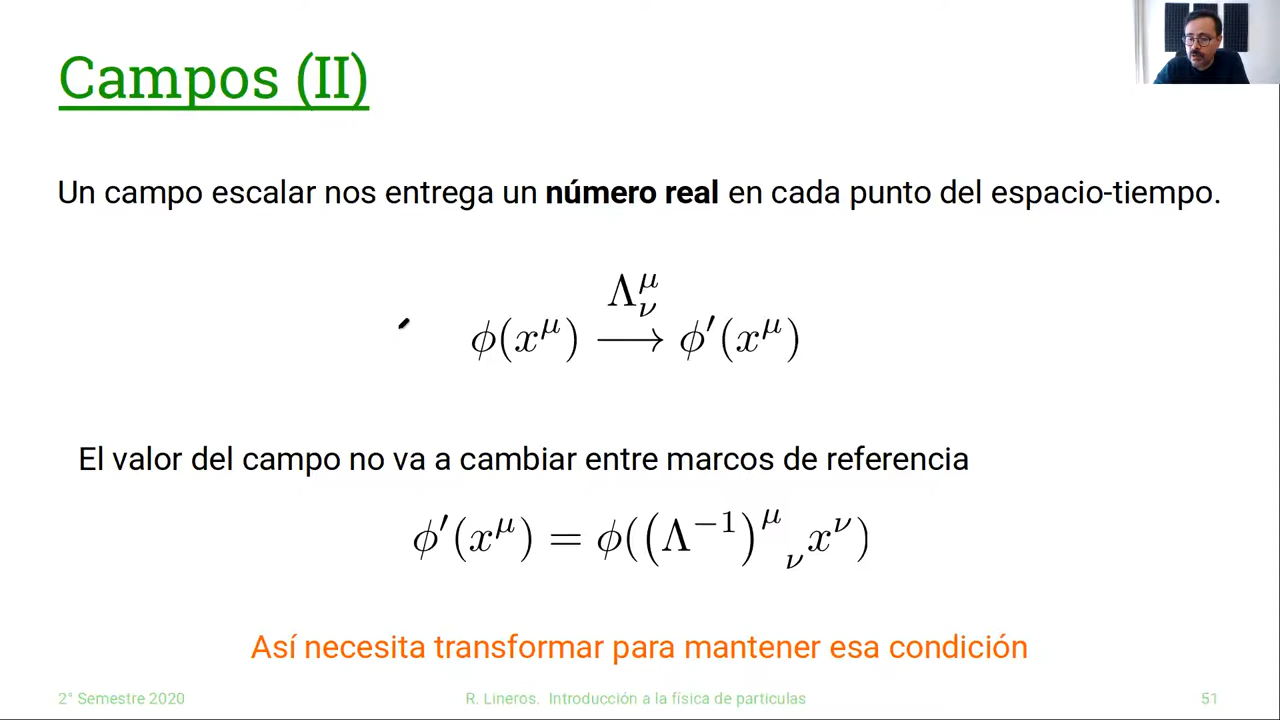 Campos (II)
Un campo escalar nos entrega un número real en cada punto del espacio-tiempo.
Λ^μ_ν
ϕ(x^μ) ⟶ ϕ′(x^μ)
El valor del campo no va a cambiar entre marcos de referencia
ϕ′(x^μ) = ϕ((Λ^{−1})^μ_ν x^ν)
Así necesita transformar para mantener esa condición
2° Semestre 2020
R. Lineros. Introducción a la física de particulas
51